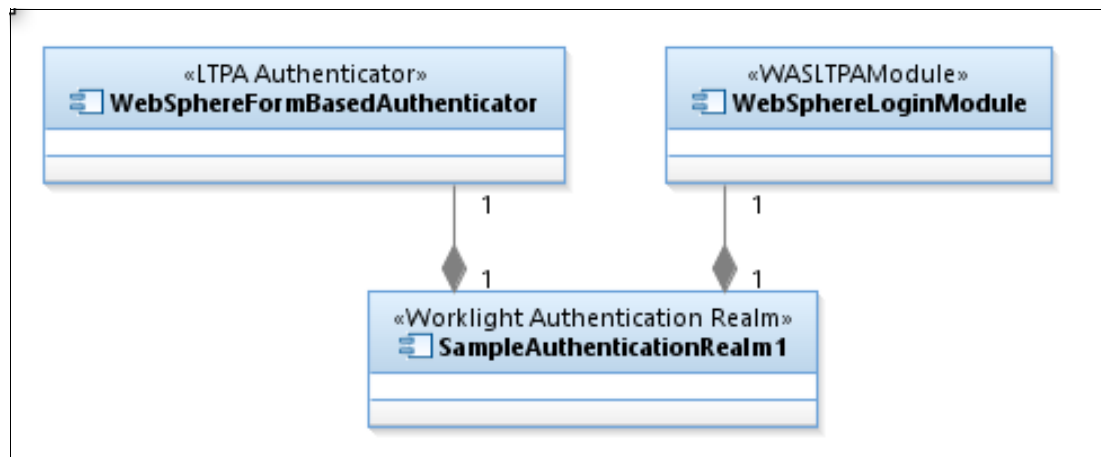 «LTPA Authenticator»
WebSphereFormBasedAuthenticator
«WASLTPAModule»
WebSphereLoginModule
1
1
1
1
«Worklight Authentication Realm»
SampleAuthenticationRealm1